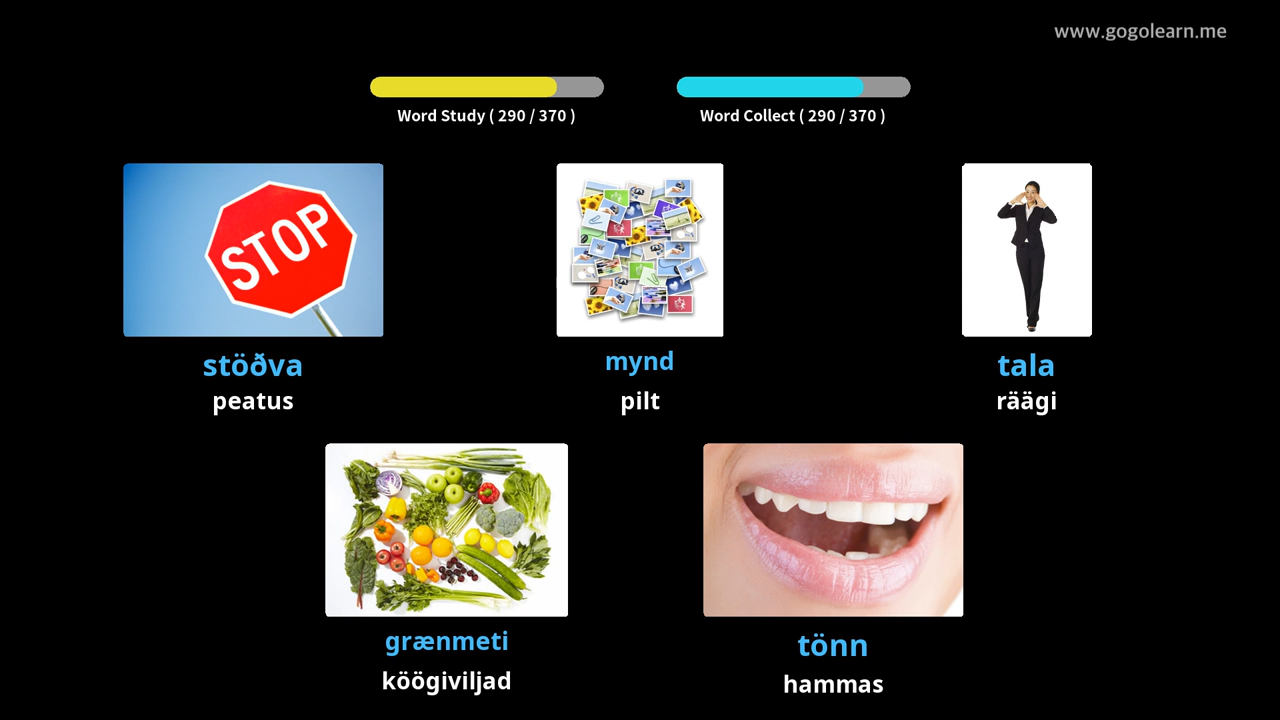 www.gogolearn.me
Word Study ( 290 / 370 )
Word Collect ( 290 / 370 )
STOP
stöðva
peatus
mynd
pilt
tala
räägi
grænmeti
köögiviljad
tönn
hammas